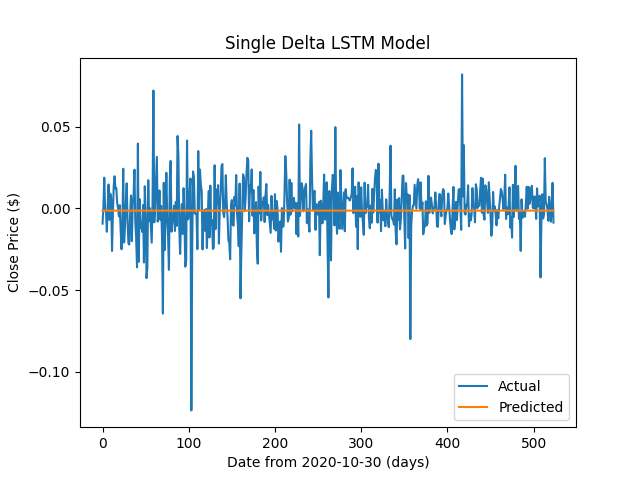 Single Delta LSTM Model
Close Price ($)
0.05
0.00
−0.05
−0.10
0
100
200
300
400
500
Date from 2020-10-30 (days)
Actual
Predicted